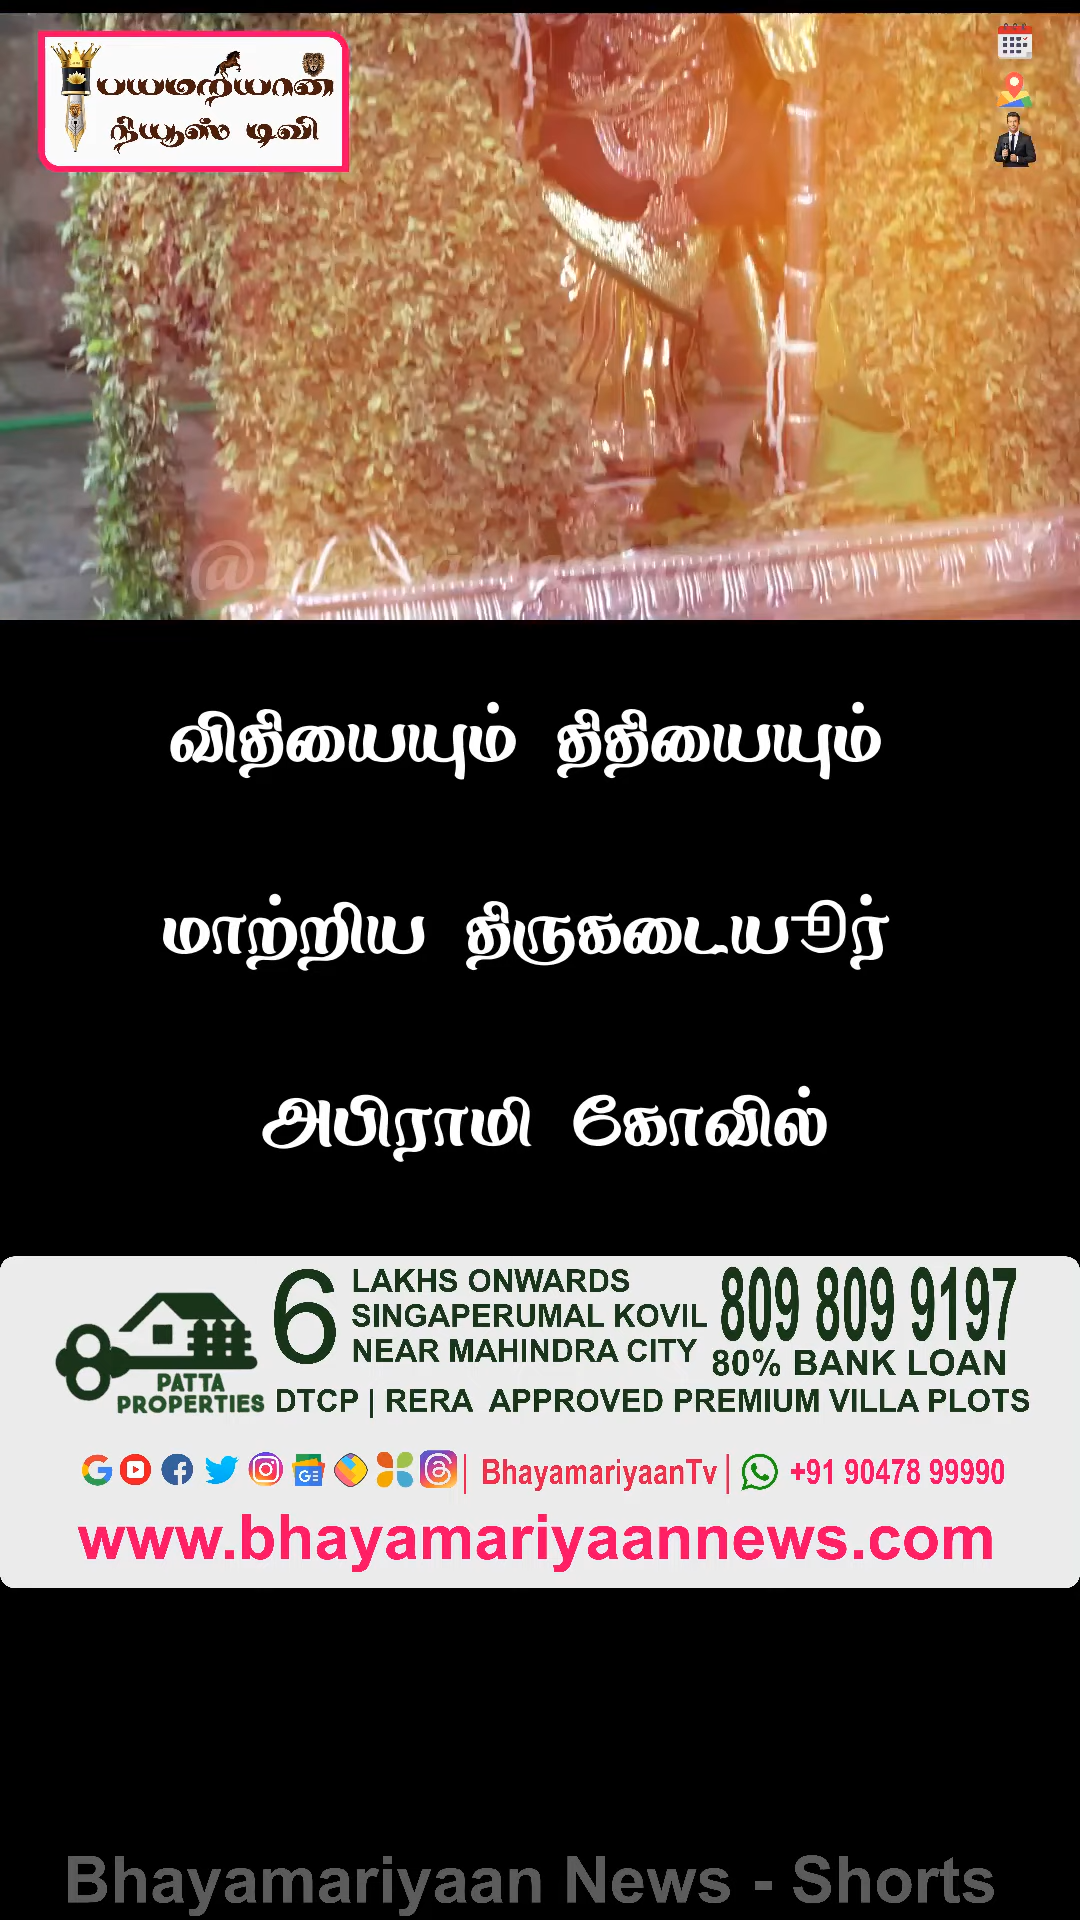 பயமறியான்
நியூஸ் டிவி
விதியையும் திதியையும்
மாற்றிய திருகடையூர்
அபிராமி கோவில்
6
LAKHS ONWARDS
SINGAPERUMAL KOVIL
NEAR MAHINDRA CITY
809 809 9197
80% BANK LOAN
PATTA
PROPERTIES
DTCP | RERA APPROVED PREMIUM VILLA PLOTS
| BhayamariyaanTv | +91 90478 99990
www.bhayamariyaannews.com
Bhayamariyaan News - Shorts